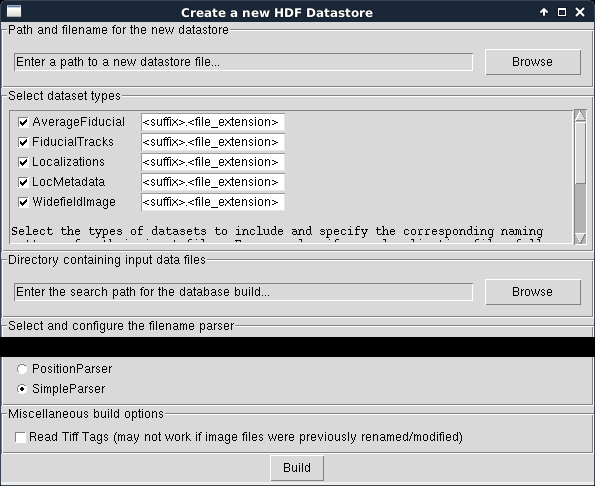 Create a new HDF Datastore
Path and filename for the new datastore
Enter a path to a new datastore file...
Browse
Select dataset types
AverageFiducial <suffix>.<file_extension>
FiducialTracks <suffix>.<file_extension>
Localizations <suffix>.<file_extension>
LocMetadata <suffix>.<file_extension>
WidefieldImage <suffix>.<file_extension>
Select the types of datasets to include and specify the corresponding naming
Directory containing input data files
Enter the search path for the database build...
Browse
Select and configure the filename parser
PositionParser
SimpleParser
Miscellaneous build options
Read Tiff Tags (may not work if image files were previously renamed/modified)
Build